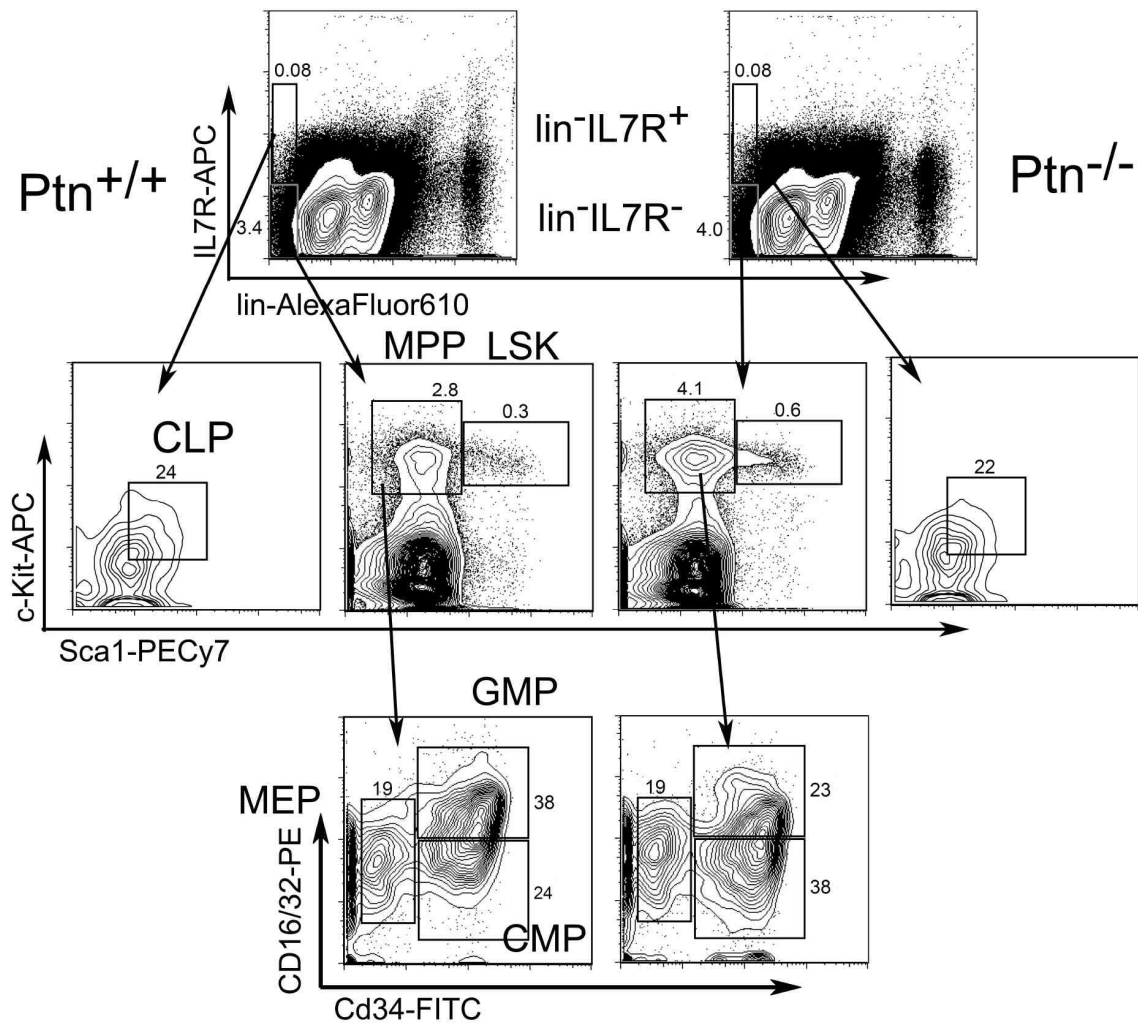 0.08
0.08
IL7R-APC
lin⁻IL7R⁺
Ptn⁺/⁺
Ptn⁻/⁻
lin⁻IL7R⁻
3.4
4.0
lin-AlexaFluor610
MPP LSK
2.8
4.1
0.3
0.6
CLP
24
22
c-Kit-APC
Sca1-PECy7
GMP
MEP
19
38
19
23
CD16/32-PE
24
38
CMP
Cd34-FITC